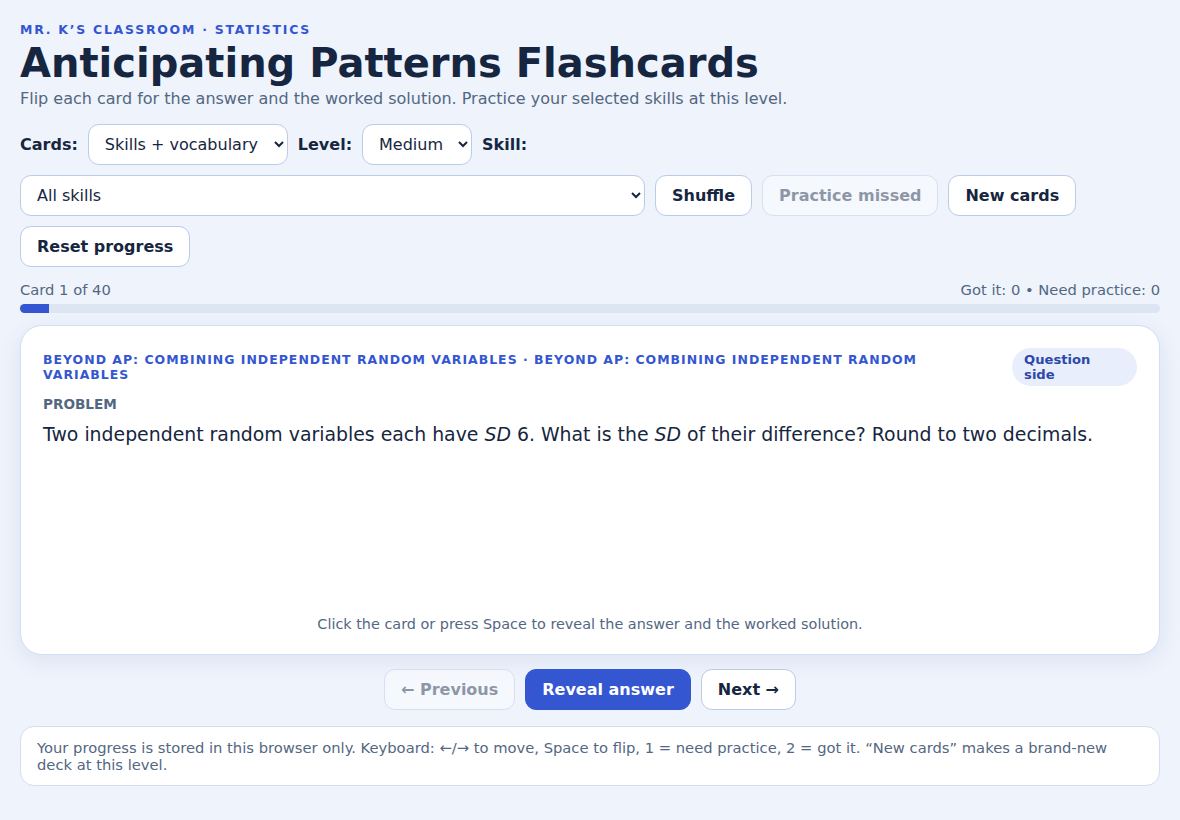 MR. K’S CLASSROOM · STATISTICS
Anticipating Patterns Flashcards
Flip each card for the answer and the worked solution. Practice your selected skills at this level.
Cards: Skills + vocabulary Level: Medium Skill:
All skills Shuffle Practice missed New cards
Reset progress
Card 1 of 40 Got it: 0 • Need practice: 0
BEYOND AP: COMBINING INDEPENDENT RANDOM VARIABLES · BEYOND AP: COMBINING INDEPENDENT RANDOM
VARIABLES
Question
side
PROBLEM
Two independent random variables each have SD 6. What is the SD of their difference? Round to two decimals.
Click the card or press Space to reveal the answer and the worked solution.
← Previous Reveal answer Next →
Your progress is stored in this browser only. Keyboard: ←/→ to move, Space to flip, 1 = need practice, 2 = got it. “New cards” makes a brand-new
deck at this level.